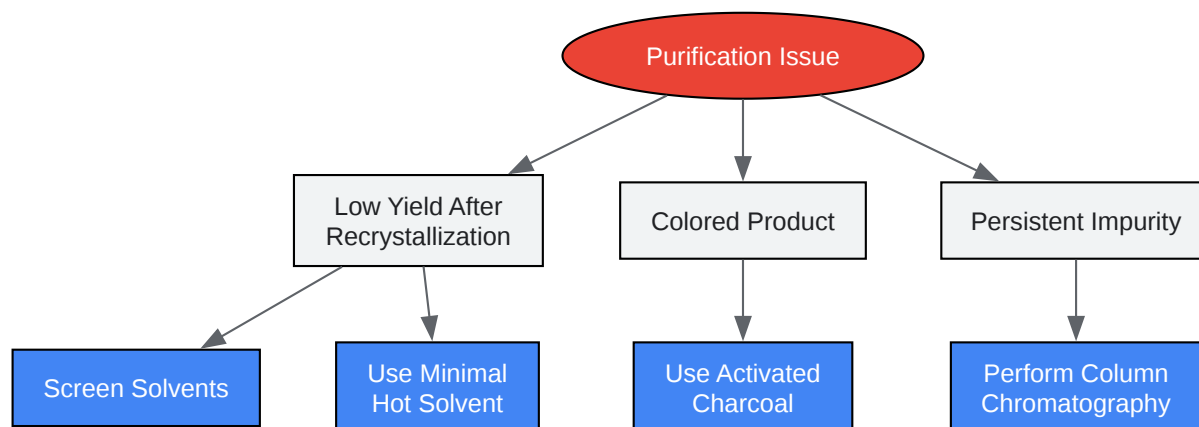 Purification Issue
Low Yield After
Recrystallization
Colored Product
Persistent Impurity
Screen Solvents
Use Minimal
Hot Solvent
Use Activated
Charcoal
Perform Column
Chromatography